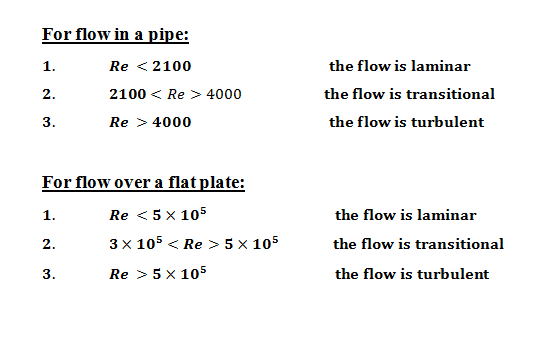 For flow in a pipe:
1. Re < 2100 the flow is laminar
2. 2100 < Re > 4000 the flow is transitional
3. Re > 4000 the flow is turbulent
For flow over a flat plate:
1. Re < 5 × 10⁵ the flow is laminar
2. 3 × 10⁵ < Re > 5 × 10⁵ the flow is transitional
3. Re > 5 × 10⁵ the flow is turbulent